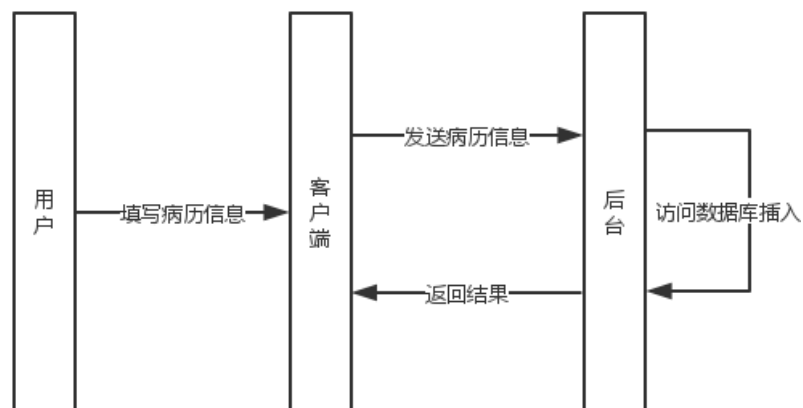 用户
填写病历信息
客户端
发送病历信息
返回结果
后台
访问数据库插入